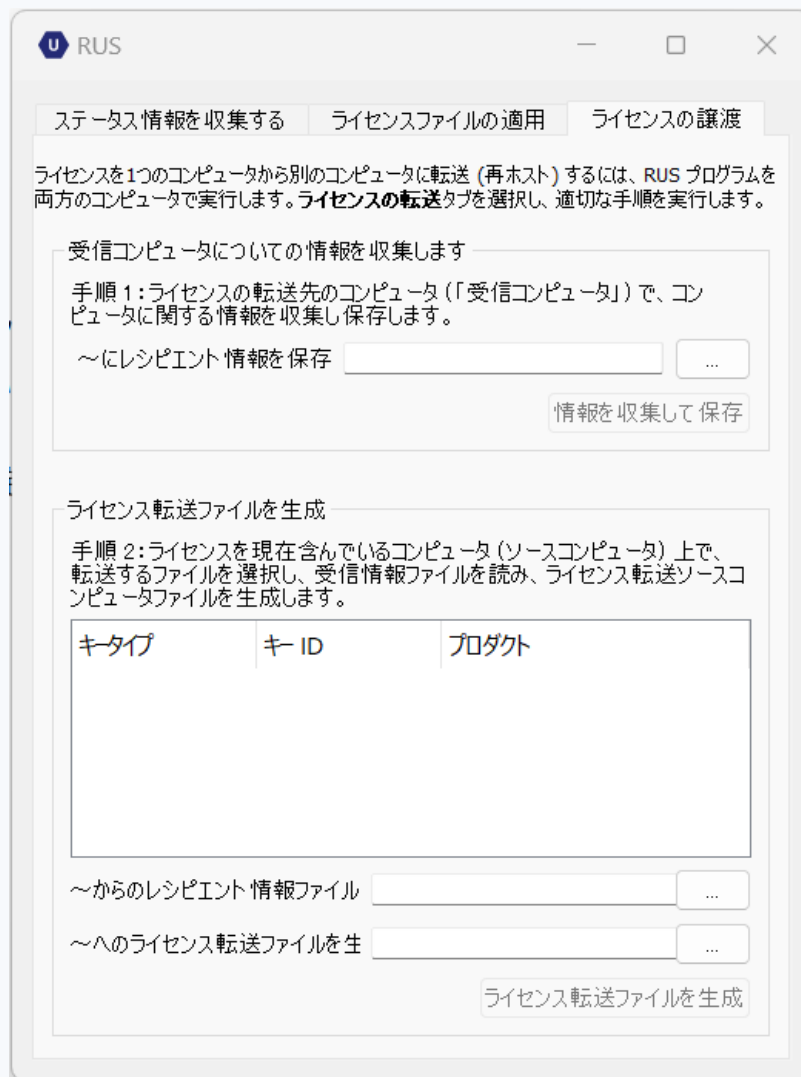 U RUS
ステータス情報を収集する ライセンスファイルの適用 ライセンスの譲渡
ライセンスを1つのコンピュータから別のコンピュータに転送 (再ホスト) するには、RUS プログラムを
両方のコンピュータで実行します。ライセンスの転送タブを選択し、適切な手順を実行します。
受信コンピュータについての情報を収集します
手順 1:ライセンスの転送先のコンピュータ (「受信コンピュータ」) で、コン
ピュータに関する情報を収集し保存します。
～にレシピエント情報を保存 ...
情報を収集して保存
ライセンス転送ファイルを生成
手順 2:ライセンスを現在含んでいるコンピュータ (ソースコンピュータ) 上で、
転送するファイルを選択し、受信情報ファイルを読み、ライセンス転送ソースコ
ンピュータファイルを生成します。
キータイプ キー ID プロダクト
～からのレシピエント情報ファイル ...
～へのライセンス転送ファイルを生 ...
ライセンス転送ファイルを生成